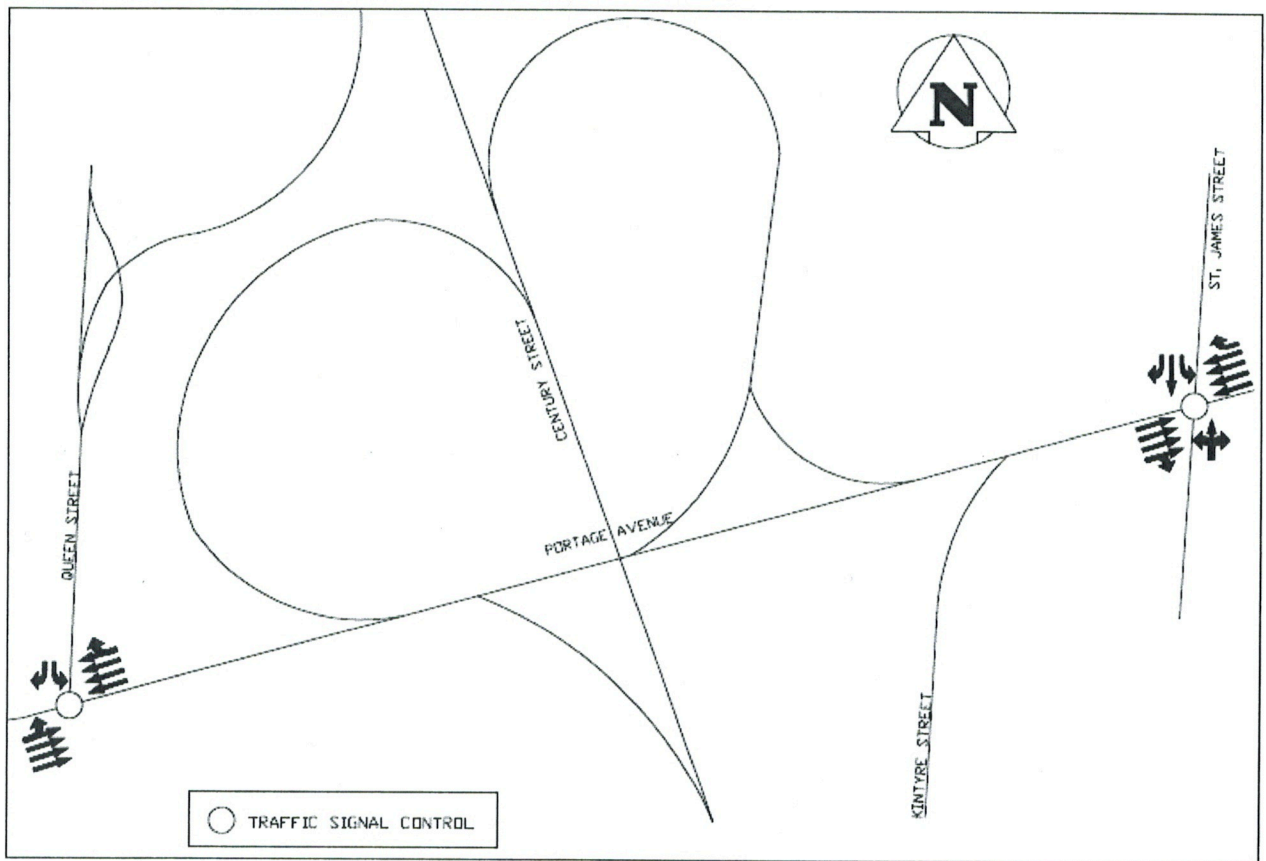 N
ST. JAMES STREET
CENTURY STREET
QUEEN STREET
PORTAGE AVENUE
KINTYRE STREET
TRAFFIC SIGNAL CONTROL